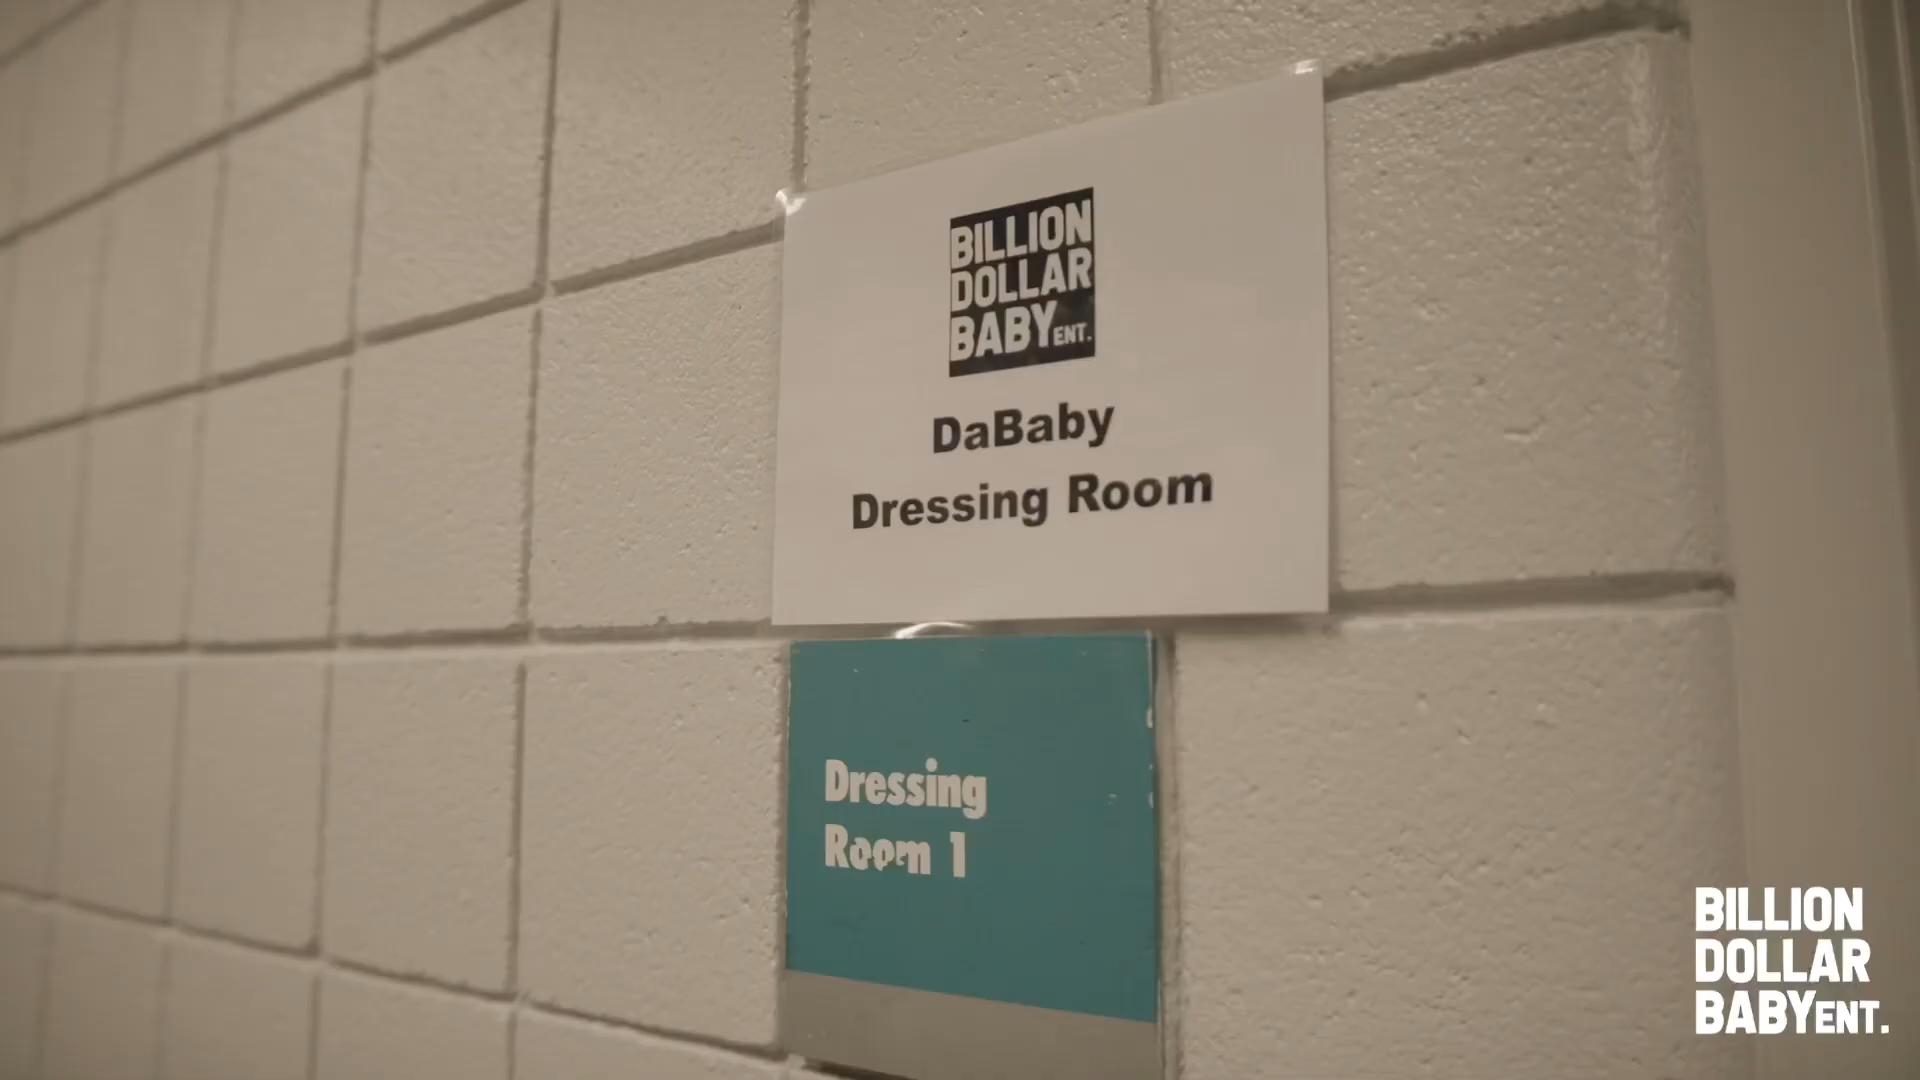 BILLION
DOLLAR
BABY ENT.
DaBaby
Dressing Room
Dressing
Room 1
BILLION
DOLLAR
BABY ENT.